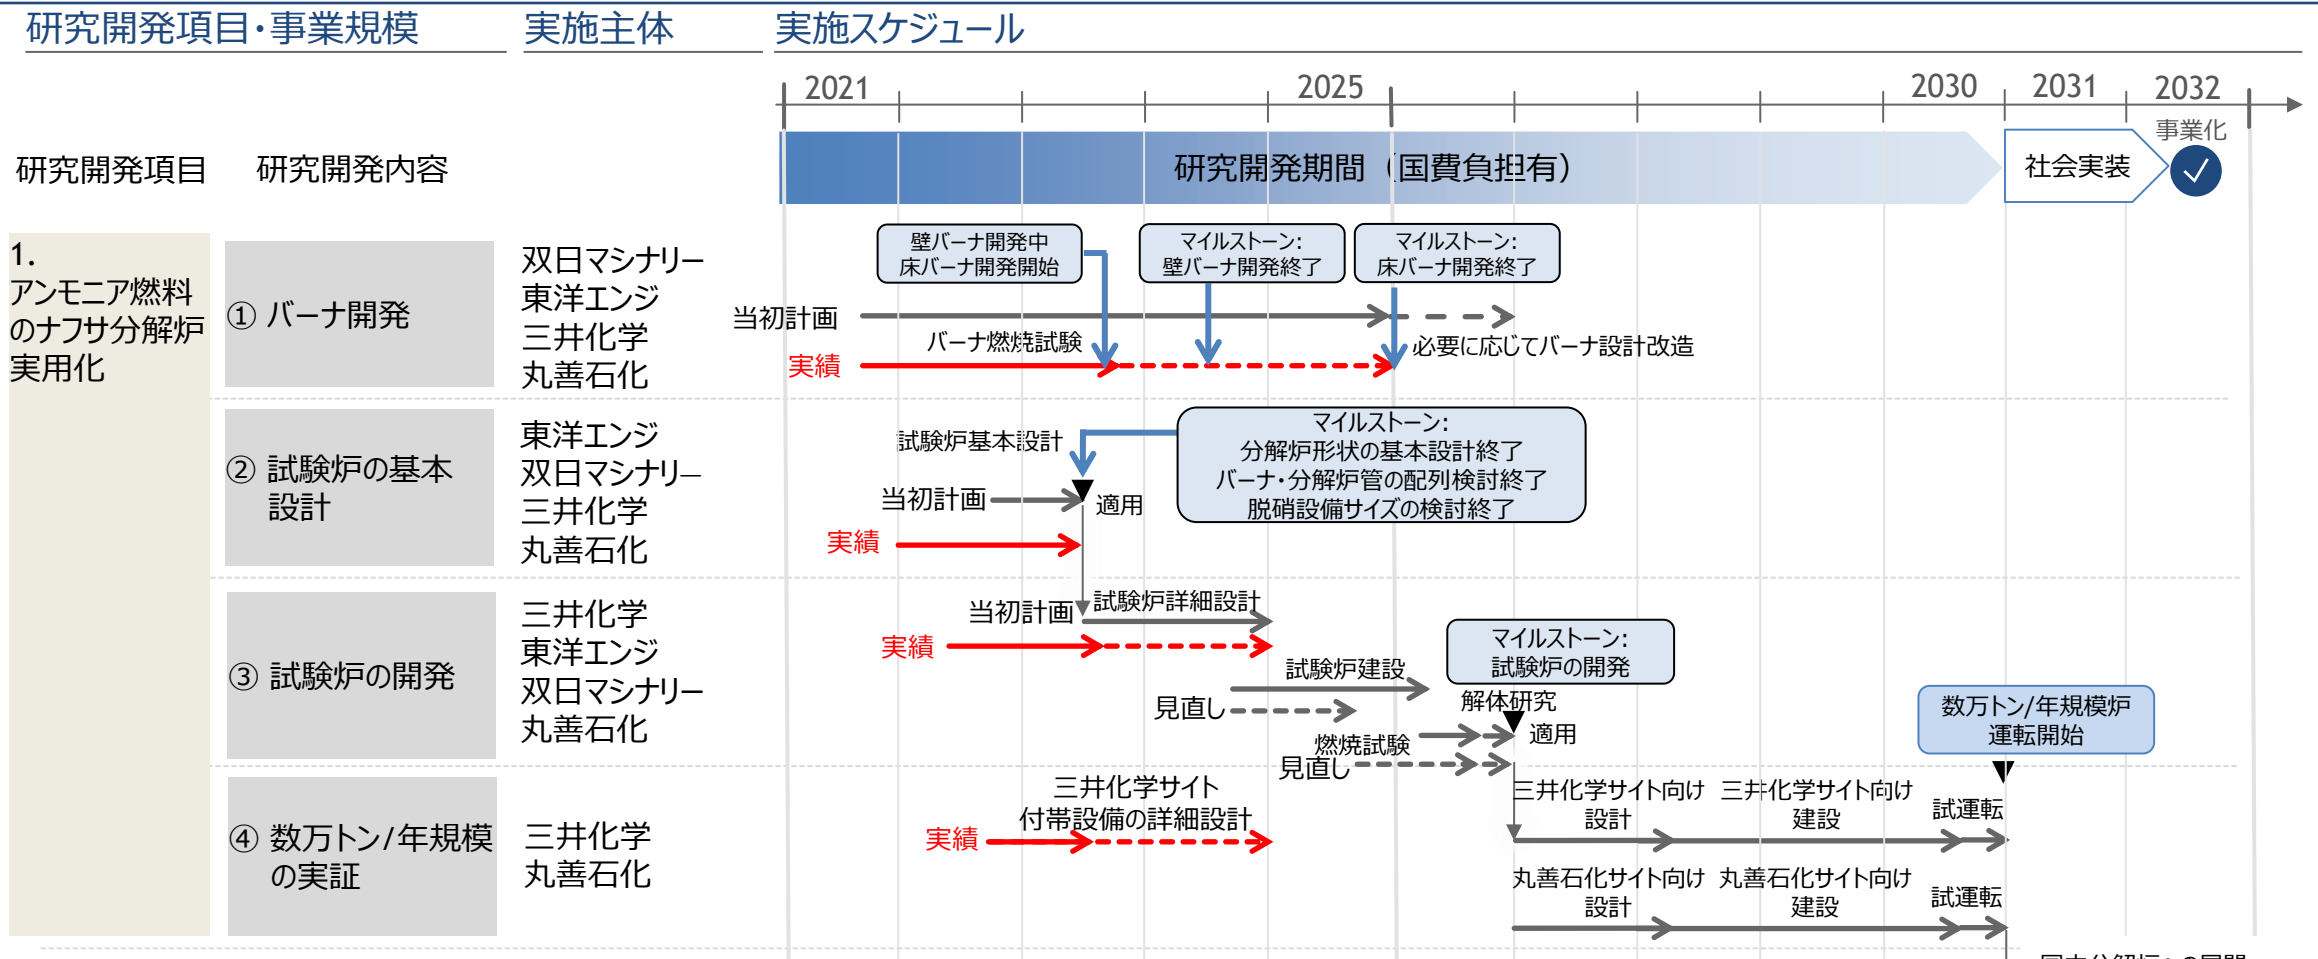 研究開発項目・事業規模
実施主体
実施スケジュール
2021
2025
2030
2031
2032
事業化
研究開発項目
研究開発内容
研究開発期間（国費負担有）
社会実装
1.
アンモニア燃料
のナフサ分解炉
実用化
① バーナ開発
双日マシナリー
東洋エンジ
三井化学
丸善石化
壁バーナ開発中
床バーナ開発開始
マイルストーン:
壁バーナ開発終了
マイルストーン:
床バーナ開発終了
当初計画
バーナ燃焼試験
必要に応じてバーナ設計改造
実績
② 試験炉の基本
設計
東洋エンジ
双日マシナリー
三井化学
丸善石化
試験炉基本設計
マイルストーン:
分解炉形状の基本設計終了
バーナ・分解炉管の配列検討終了
脱硝設備サイズの検討終了
当初計画
適用
実績
③ 試験炉の開発
三井化学
東洋エンジ
双日マシナリー
丸善石化
当初計画
試験炉詳細設計
実績
試験炉建設
見直し
マイルストーン:
試験炉の開発
解体研究
適用
燃焼試験
見直し
数万トン/年規模炉
運転開始
④ 数万トン/年規模
の実証
三井化学
丸善石化
三井化学サイト
付帯設備の詳細設計
実績
三井化学サイト向け
設計
三井化学サイト向け
建設
試運転
丸善石化サイト向け
設計
丸善石化サイト向け
建設
試運転